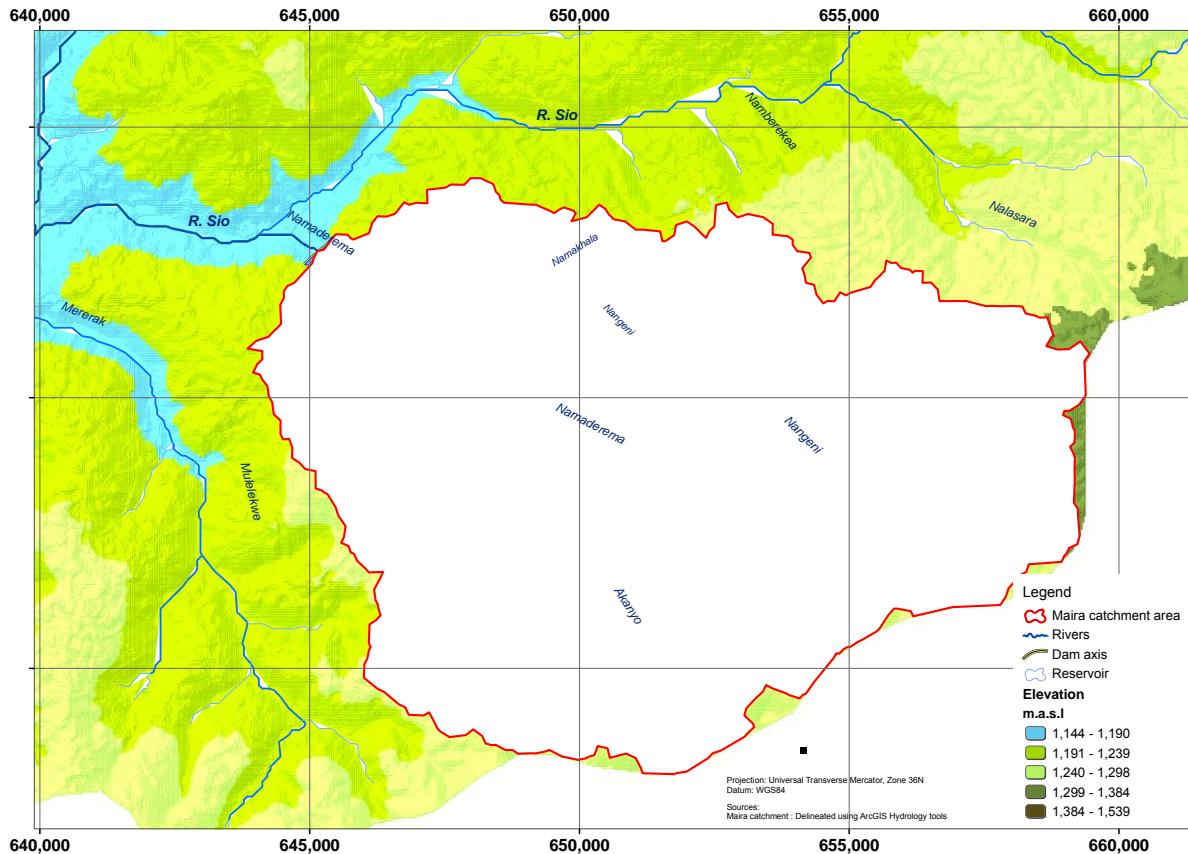 640,000 645,000 650,000 655,000 660,000
R. Sio
Namberekea
R. Sio
Namaderema
Nalasara
Namakhala
Mererak
Nangeni
Namaderema
Nangeni
Mulelekwe
Akanyo
Legend
Maira catchment area
Rivers
Dam axis
Reservoir
Elevation
m.a.s.l
1,144 - 1,190
1,191 - 1,239
1,240 - 1,298
1,299 - 1,384
1,384 - 1,539
Projection: Universal Transverse Mercator, Zone 36N
Datum: WGS84
Sources:
Maira catchment : Delineated using ArcGIS Hydrology tools
640,000 645,000 650,000 655,000 660,000